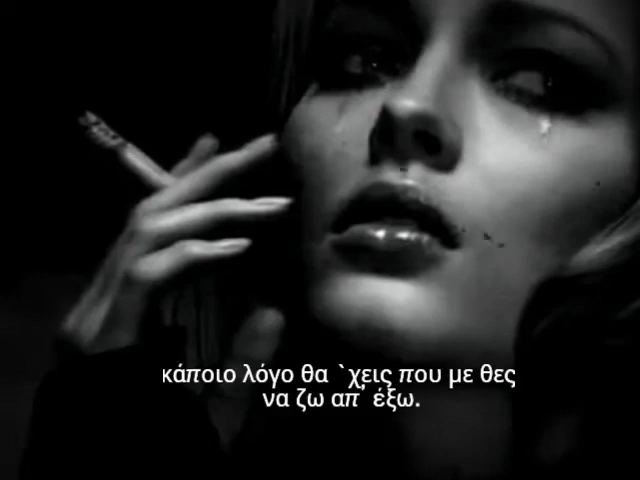 κάποιο λόγο θα `χεις που με θες
να ζω απ' έξω.